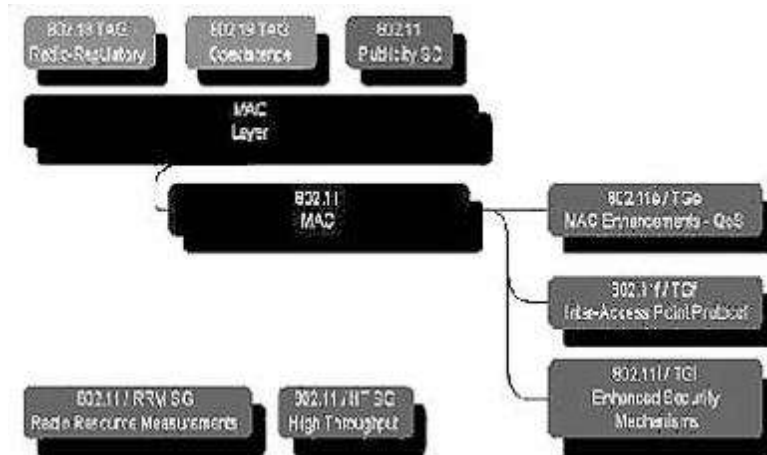 802.18 TAG
Radio-Regulatory
802.19 TAG
Coexistence
802.11
Publicity SC
MAC
Layer
802.11
MAC
802.11e / TGe
MAC Enhancements - QoS
802.11f / TGf
Inter-Access Point Protocol
802.11i / TGi
Enhanced Security
Mechanisms
802.11 / RRM SG
Radio Resource Measurements
802.11 / HT SG
High Throughput